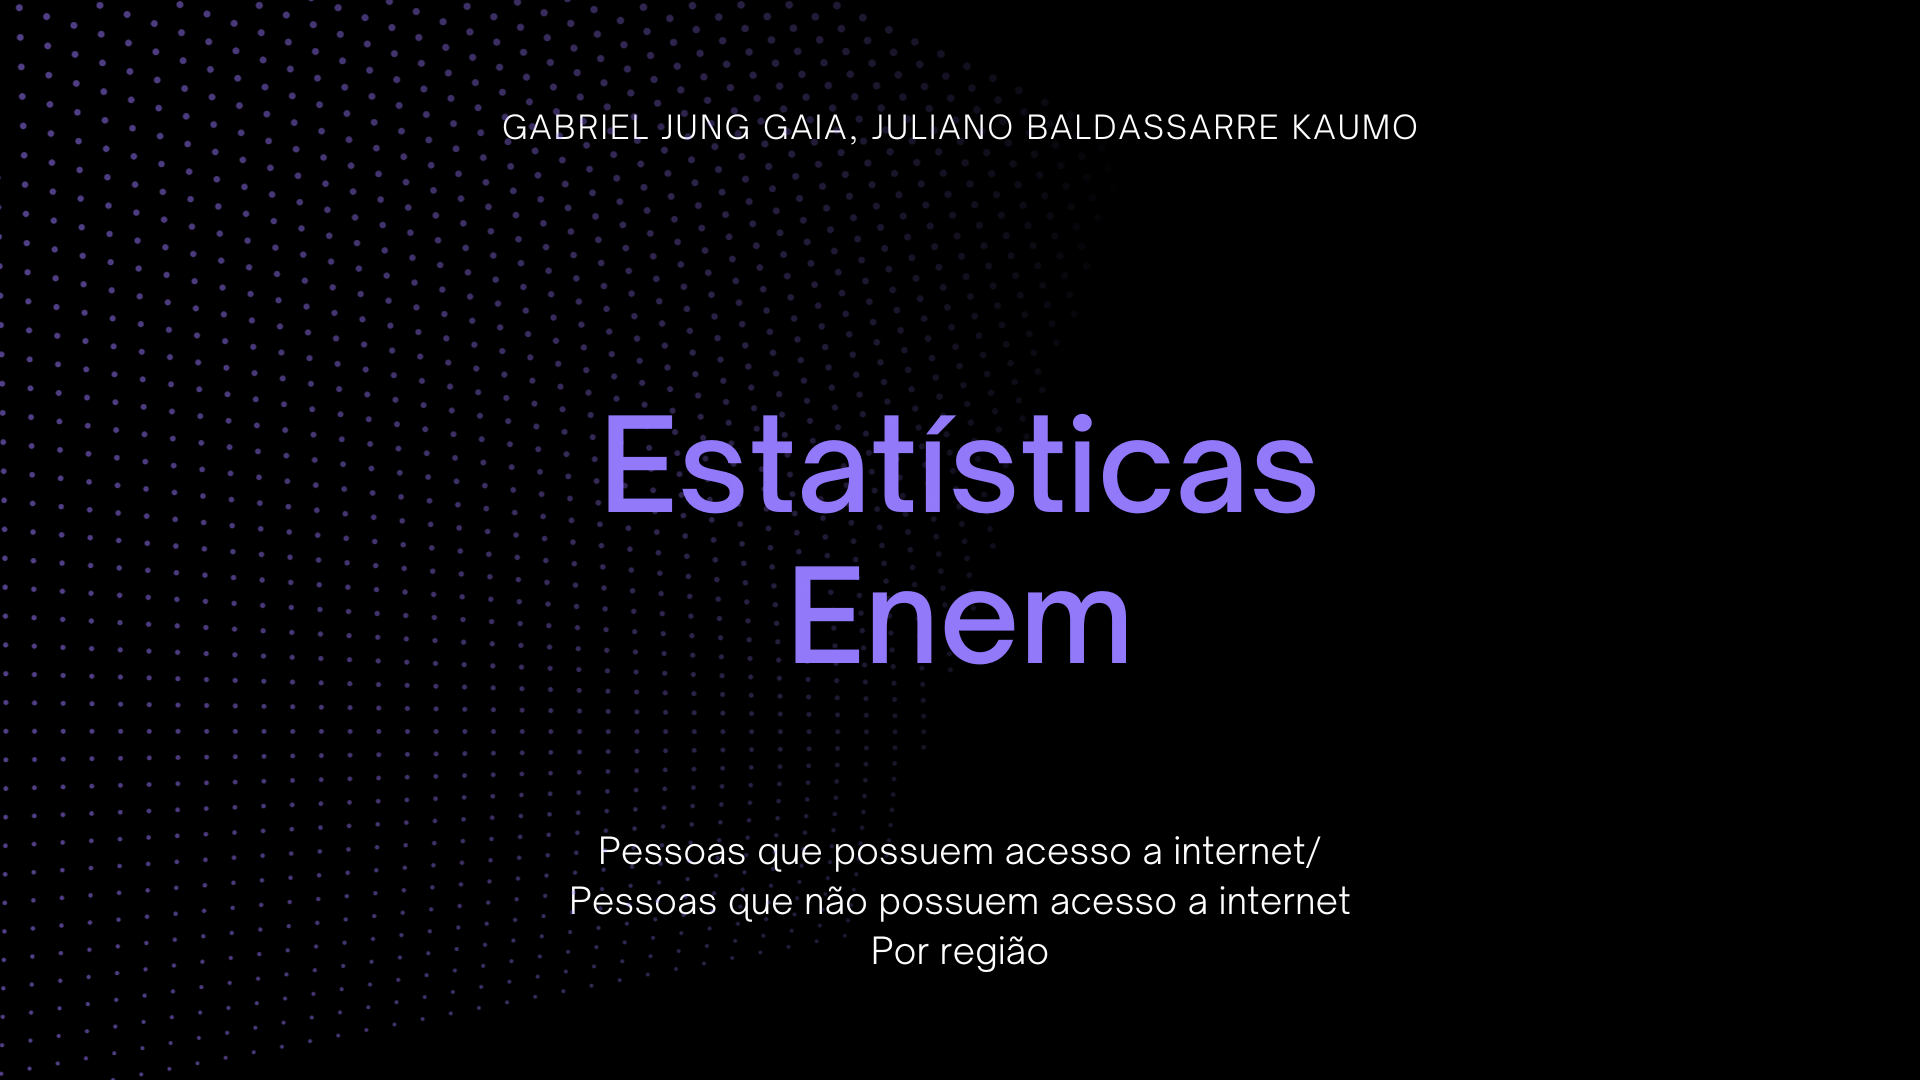 GABRIEL JUNG GAIA, JULIANO BALDASSARRE KAUMO
Estatísticas
Enem
Pessoas que possuem acesso a internet/
Pessoas que não possuem acesso a internet
Por região